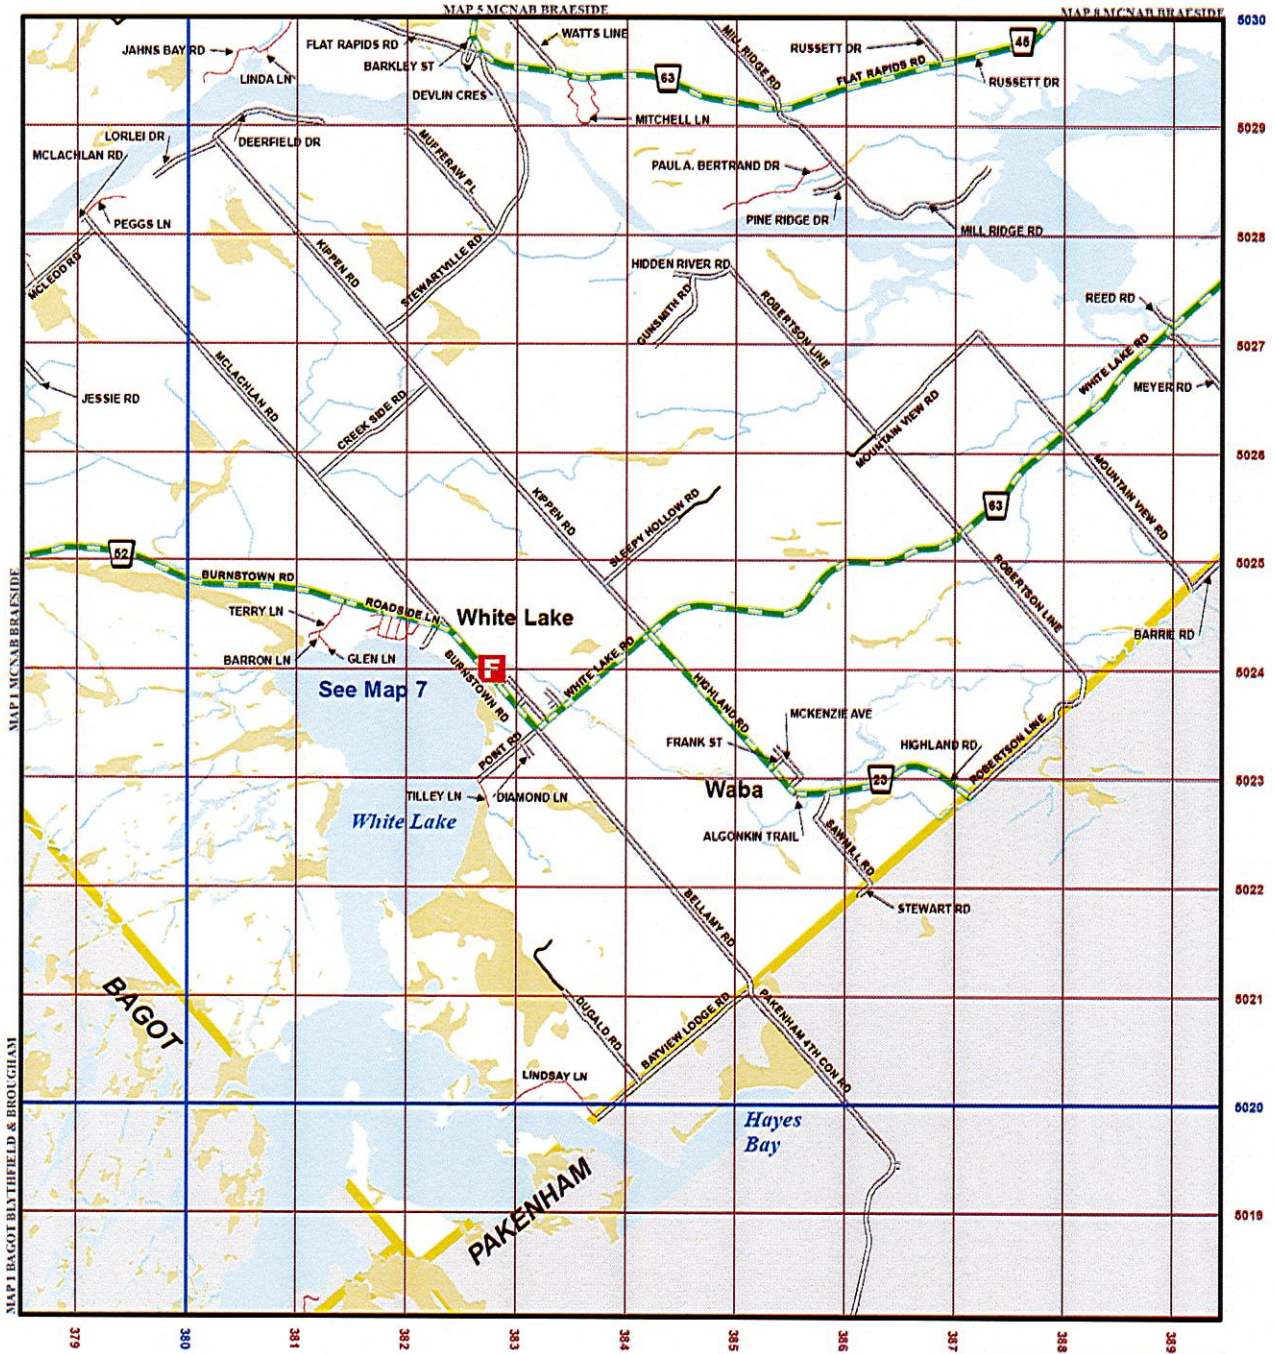 MAP 5 MCNAB BRAESIDE
MAP 8 MCNAB BRAESIDE
5030
JAHNS BAY RD
LINDA LN
FLAT RAPIDS RD
BARKLEY ST
DEVLIN CRES
WATTS LINE
63
MITCHELL LN
MILL RIDGE RD
RUSSETT DR
FLAT RAPIDS RD
45
RUSSETT DR
5029
LORLEI DR
MCLACHLAN RD
DEERFIELD DR
MUFFERAW PL
PAUL A. BERTRAND DR
PINE RIDGE DR
MILL RIDGE RD
PEGGS LN
5028
MCLEOD RD
KIPPEN RD
STEWARTVILLE RD
HIDDEN RIVER RD
GUNSMITH RD
ROBERTSON LINE
REED RD
WHITE LAKE RD
MEYER RD
5027
JESSIE RD
MCLACHLAN RD
CREEK SIDE RD
MOUNTAIN VIEW RD
5026
MOUNTAIN VIEW RD
KIPPEN RD
SLEEPY HOLLOW RD
63
52
5025
BURNSTOWN RD
ROADSIDE LN
TERRY LN
BARRON LN
GLEN LN
White Lake
ROBERTSON LINE
BARRIE RD
F
WHITE LAKE RD
5024
See Map 7
BURNSTOWN RD
HIGHLAND RD
MCKENZIE AVE
FRANK ST
HIGHLAND RD
ROBERTSON LINE
POINT RD
23
5023
Waba
TILLEY LN
DIAMOND LN
White Lake
ALGONKIN TRAIL
SAWMILL RD
5022
STEWART RD
BELLAMY RD
BAGOT
5021
DUGALD RD
BAYVIEW LODGE RD
PAKENHAM 4TH CON RD
LINDSAY LN
5020
Hayes
Bay
PAKENHAM
5019
MAP 1 MCNAB BRAESIDE
MAP 1 BAGOT BLYTHFIELD & BROUGHAM
379
380
381
382
383
384
385
386
387
388
389